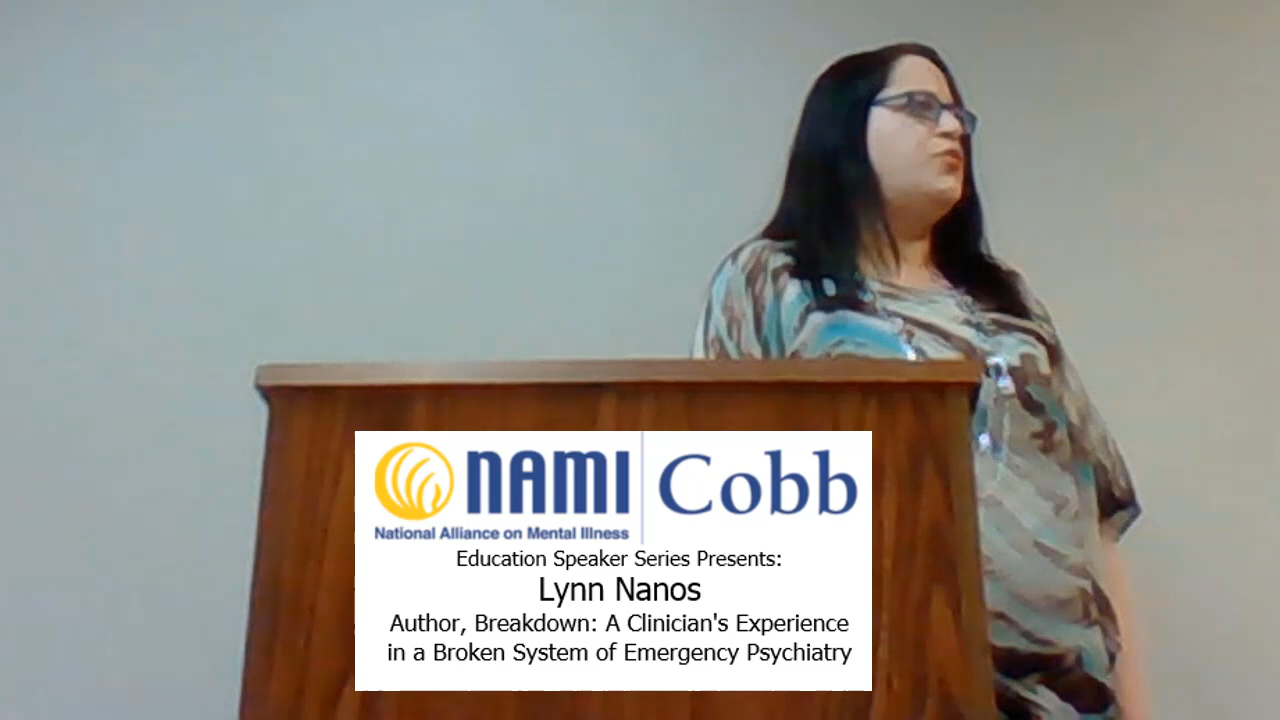 NAMI Cobb
National Alliance on Mental Illness
Education Speaker Series Presents:
Lynn Nanos
Author, Breakdown: A Clinician's Experience
in a Broken System of Emergency Psychiatry